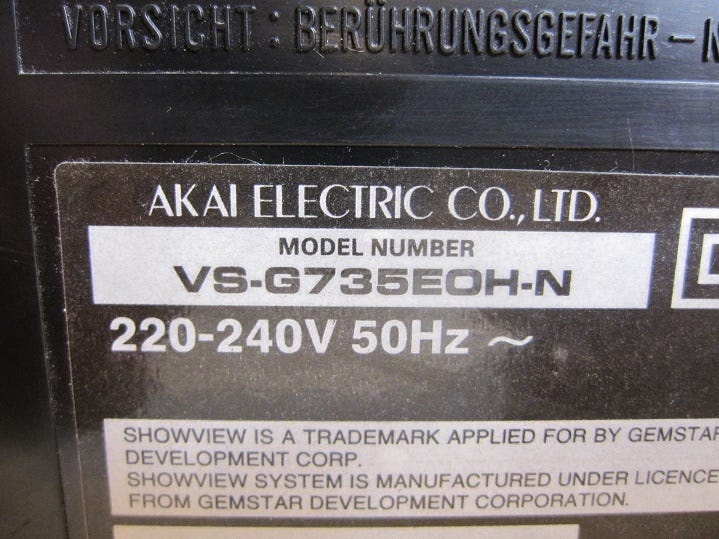 VORSICHT : BERÜHRUNGSGEFAHR –
AKAI ELECTRIC CO., LTD.
MODEL NUMBER
VS-G735EOH-N
220-240V 50Hz ~
SHOWVIEW IS A TRADEMARK APPLIED FOR BY GEMSTAR
DEVELOPMENT CORP.
SHOWVIEW SYSTEM IS MANUFACTURED UNDER LICENCE
FROM GEMSTAR DEVELOPMENT CORPORATION.